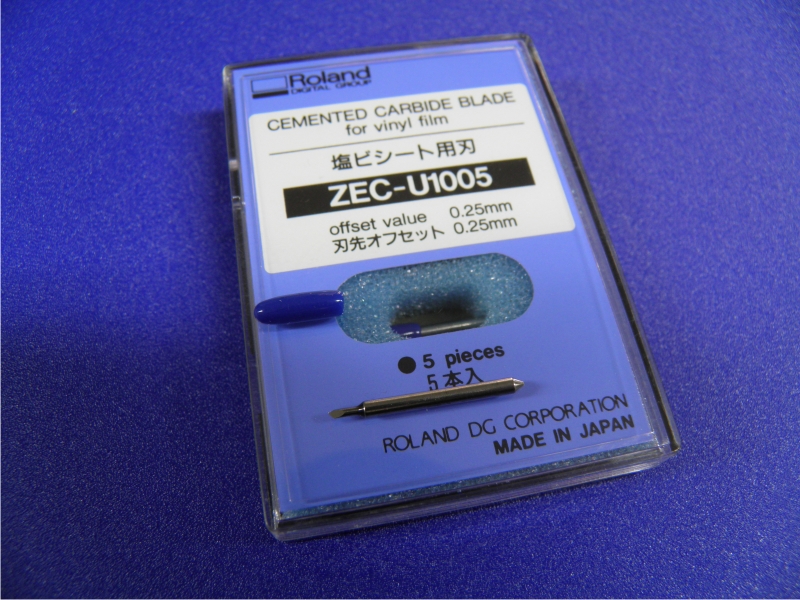 Roland
DIGITAL GROUP
CEMENTED CARBIDE BLADE
for vinyl film
塩ビシート用刃
ZEC-U1005
offset value 0.25mm
刃先オフセット 0.25mm
● 5 pieces
5本入
ROLAND DG CORPORATION
MADE IN JAPAN